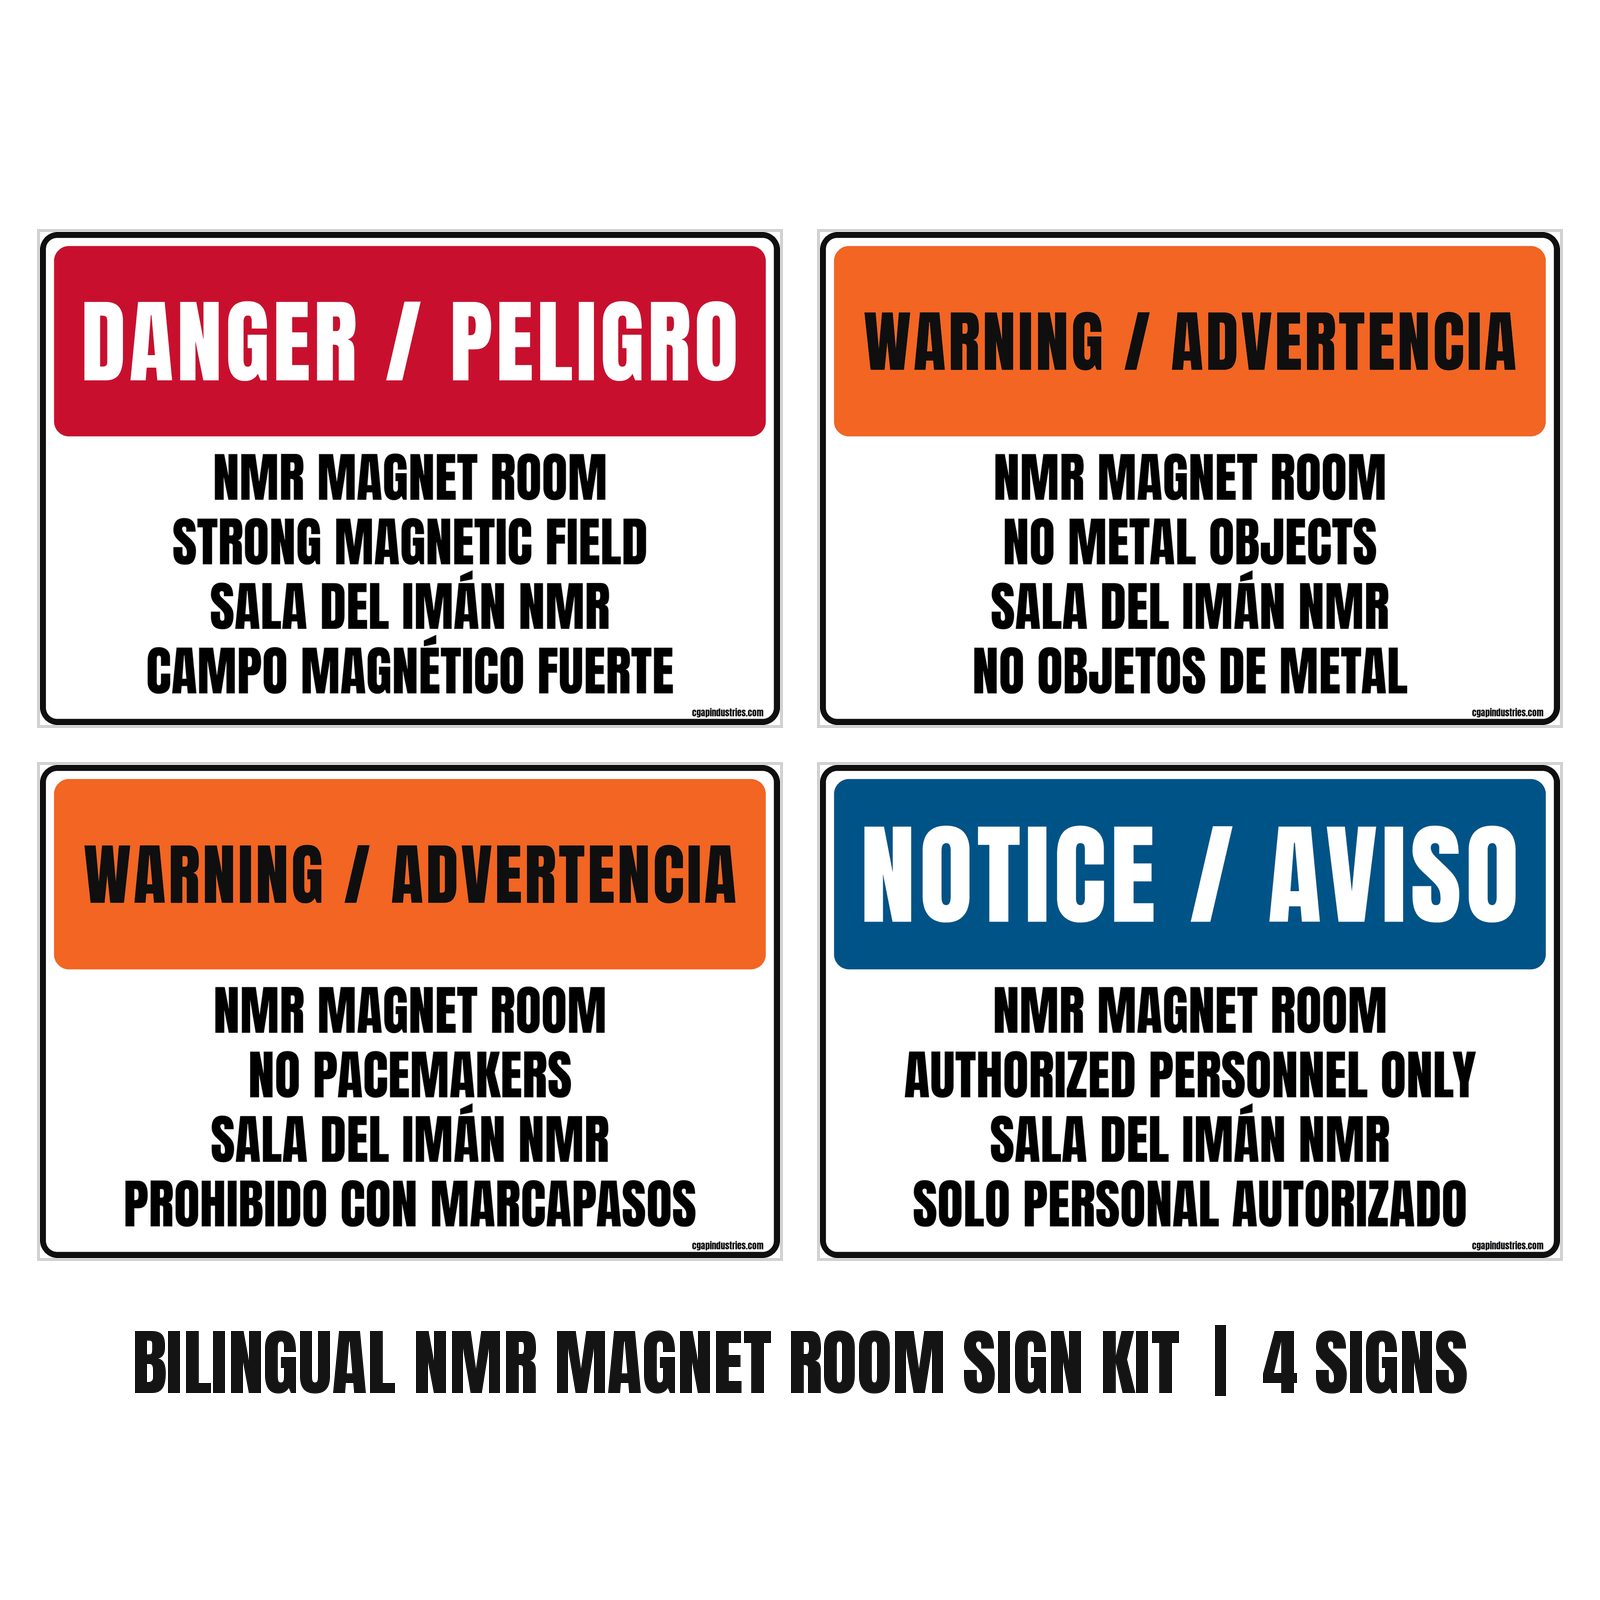 DANGER / PELIGRO
NMR MAGNET ROOM
STRONG MAGNETIC FIELD
SALA DEL IMÁN NMR
CAMPO MAGNÉTICO FUERTE
cgapindustries.com
WARNING / ADVERTENCIA
NMR MAGNET ROOM
NO METAL OBJECTS
SALA DEL IMÁN NMR
NO OBJETOS DE METAL
cgapindustries.com
WARNING / ADVERTENCIA
NMR MAGNET ROOM
NO PACEMAKERS
SALA DEL IMÁN NMR
PROHIBIDO CON MARCAPASOS
cgapindustries.com
NOTICE / AVISO
NMR MAGNET ROOM
AUTHORIZED PERSONNEL ONLY
SALA DEL IMÁN NMR
SOLO PERSONAL AUTORIZADO
cgapindustries.com
BILINGUAL NMR MAGNET ROOM SIGN KIT | 4 SIGNS